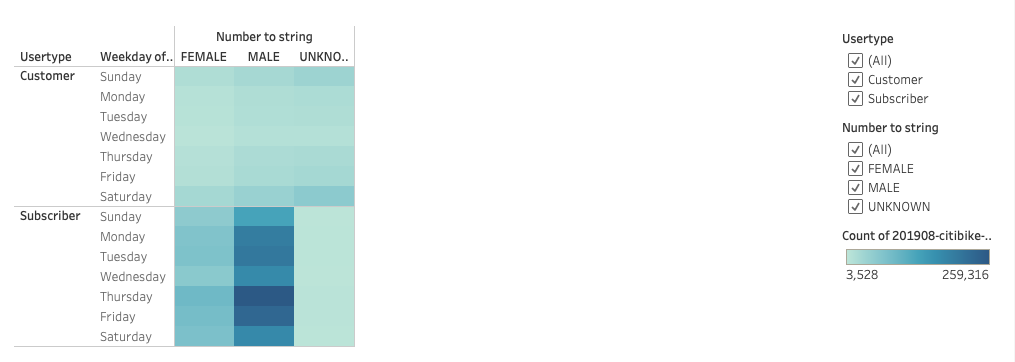 Number to string
Usertype Weekday of.. FEMALE MALE UNKNO..
Customer Sunday
Monday
Tuesday
Wednesday
Thursday
Friday
Saturday
Subscriber Sunday
Monday
Tuesday
Wednesday
Thursday
Friday
Saturday
Usertype
(All)
Customer
Subscriber
Number to string
(All)
FEMALE
MALE
UNKNOWN
Count of 201908-citibike-..
3,528 259,316